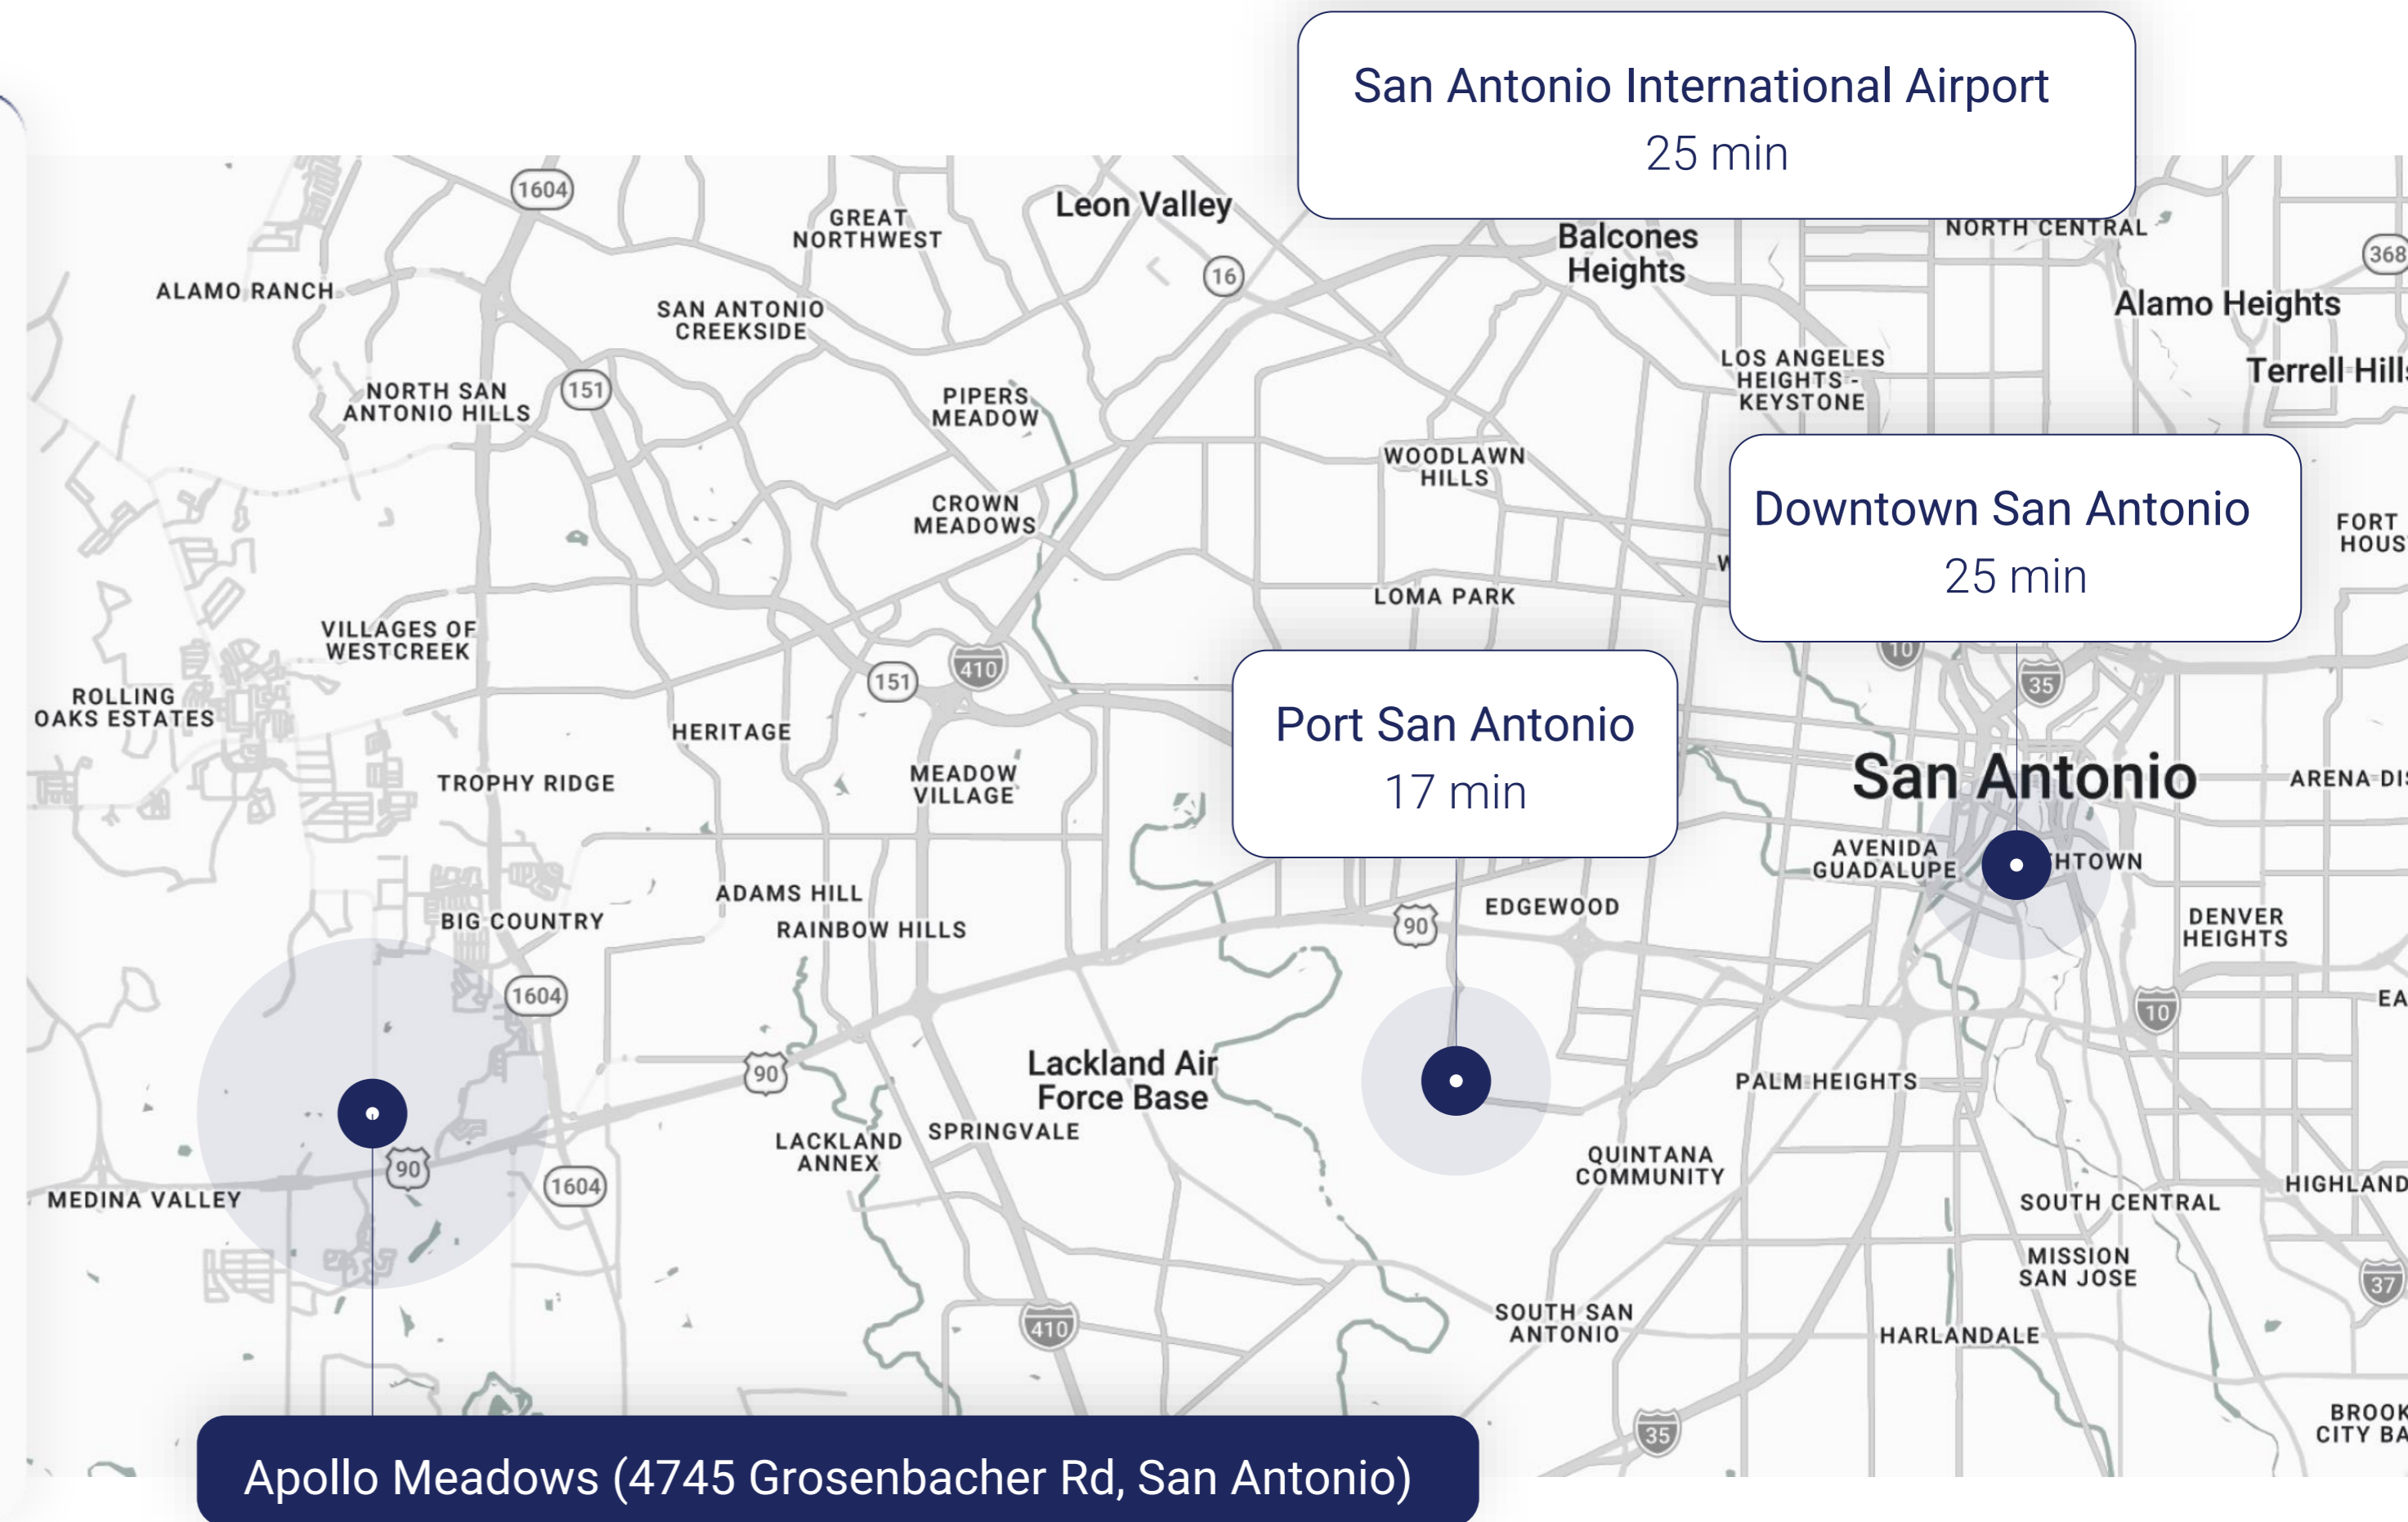 San Antonio International Airport
25 min
1604
GREAT
NORTHWEST
Leon Valley
Balcones
Heights
NORTH CENTRAL
368
16
ALAMO RANCH
SAN ANTONIO
CREEKSIDE
Alamo Heights
Terrell Hills
LOS ANGELES
HEIGHTS -
KEYSTONE
NORTH SAN
ANTONIO HILLS
151
PIPERS
MEADOW
WOODLAWN
HILLS
CROWN
MEADOWS
Downtown San Antonio
25 min
FORT
HOUS
LOMA PARK
VILLAGES OF
WESTCREEK
10
35
410
151
ROLLING
OAKS ESTATES
HERITAGE
Port San Antonio
17 min
San Antonio
TROPHY RIDGE
MEADOW
VILLAGE
ARENA DIS
AVENIDA
GUADALUPE
HTOWN
ADAMS HILL
BIG COUNTRY
RAINBOW HILLS
90
EDGEWOOD
DENVER
HEIGHTS
1604
10
EA
90
Lackland Air
Force Base
PALM HEIGHTS
LACKLAND
ANNEX
SPRINGVALE
90
QUINTANA
COMMUNITY
MEDINA VALLEY
1604
SOUTH CENTRAL
HIGHLAND
MISSION
SAN JOSE
37
410
SOUTH SAN
ANTONIO
HARLANDALE
35
BROOK
CITY BA
Apollo Meadows (4745 Grosenbacher Rd, San Antonio)